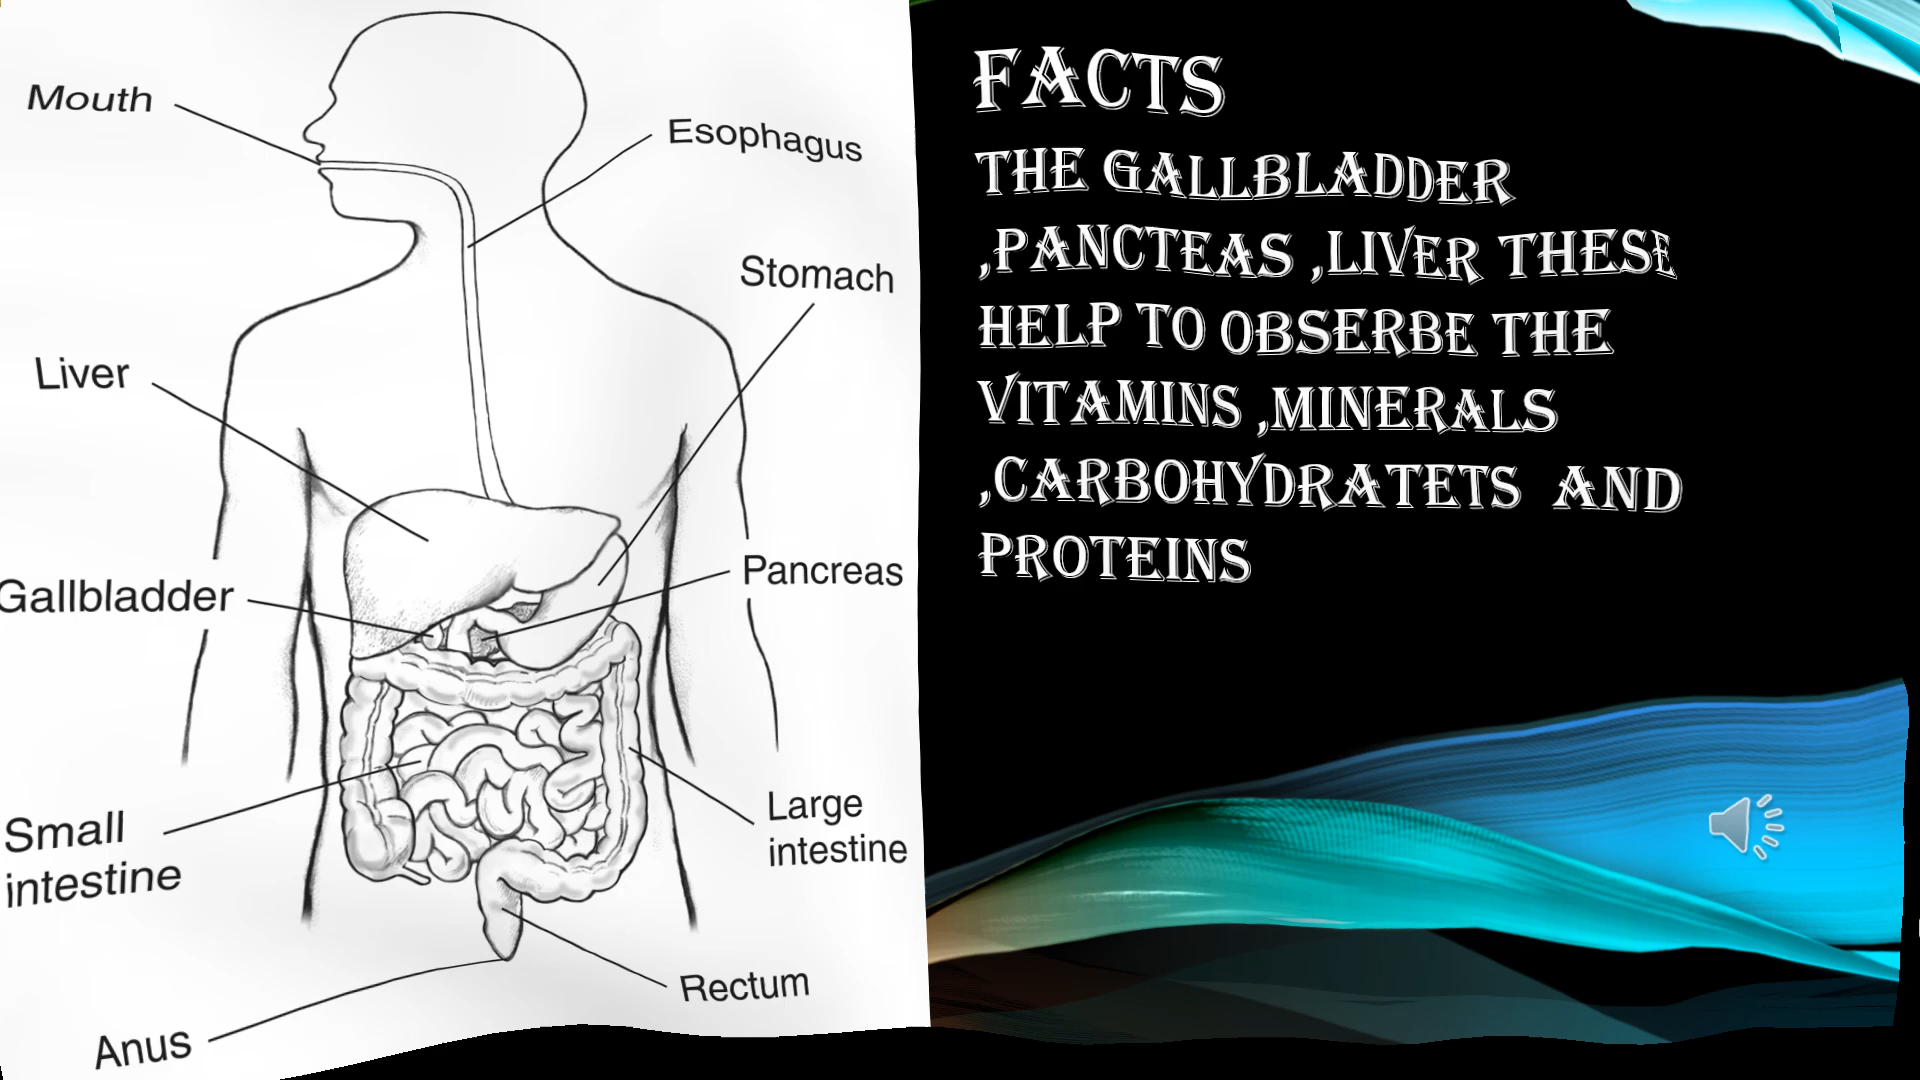 Mouth
Esophagus
Stomach
Liver
Gallbladder
Pancreas
Small
intestine
Large
intestine
Rectum
Anus
FACTS
THE GALLBLADDER
,PANCTEAS ,LIVER THESE
HELP TO OBSERBE THE
VITAMINS ,MINERALS
,CARBOHYDRATETS AND
PROTEINS